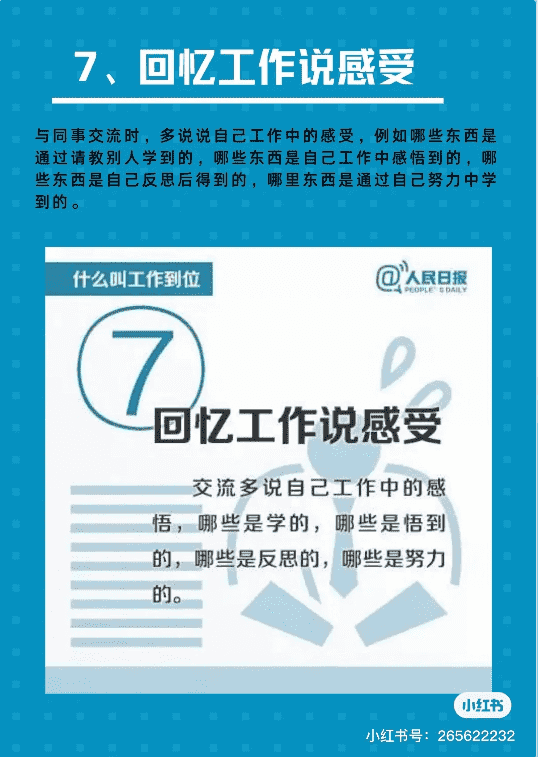 7、回忆工作说感受
与同事交流时，多说说自己工作中的感受，例如哪些东西是
通过请教别人学到的，哪些东西是自己工作中感悟到的，哪
些东西是自己反思后得到的，哪里东西是通过自己努力中学
到的。
什么叫工作到位
@人民日报
PEOPLE'S DAILY
7
回忆工作说感受
交流多说自己工作中的感
悟，哪些是学的，哪些是悟到
的，哪些是反思的，哪些是努力
的。
小红书
小红书号：265622232